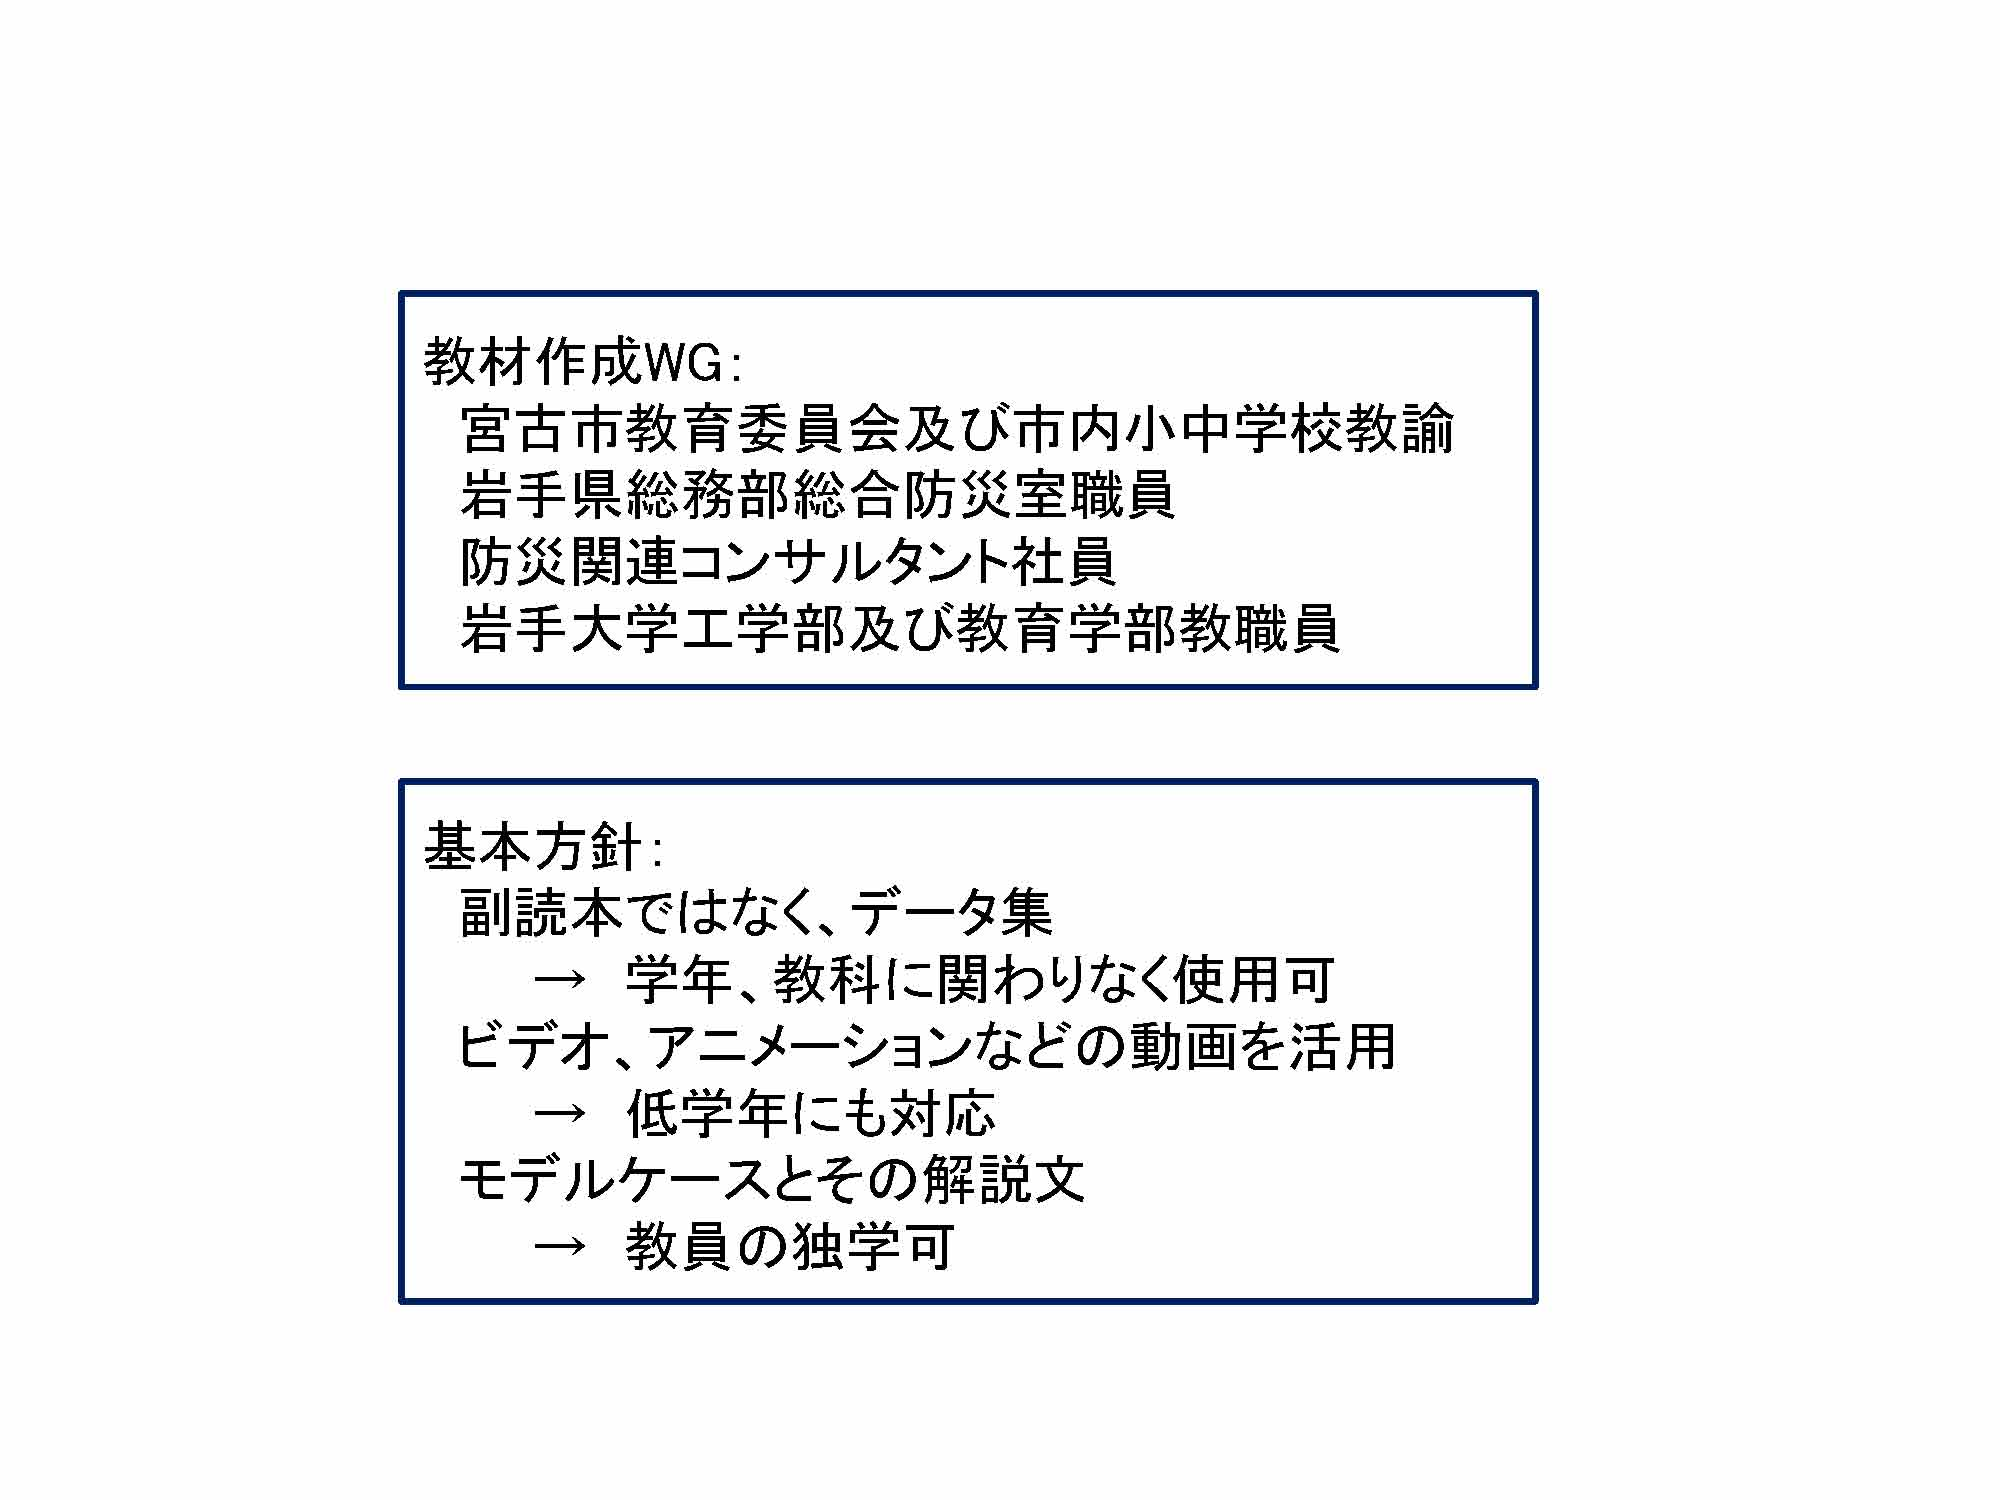 教材作成WG：
宮古市教育委員会及び市内小中学校教諭
岩手県総務部総合防災室職員
防災関連コンサルタント社員
岩手大学工学部及び教育学部教職員
基本方針：
副読本ではなく、データ集
→　学年、教科に関わりなく使用可
ビデオ、アニメーションなどの動画を活用
→　低学年にも対応
モデルケースとその解説文
→　教員の独学可